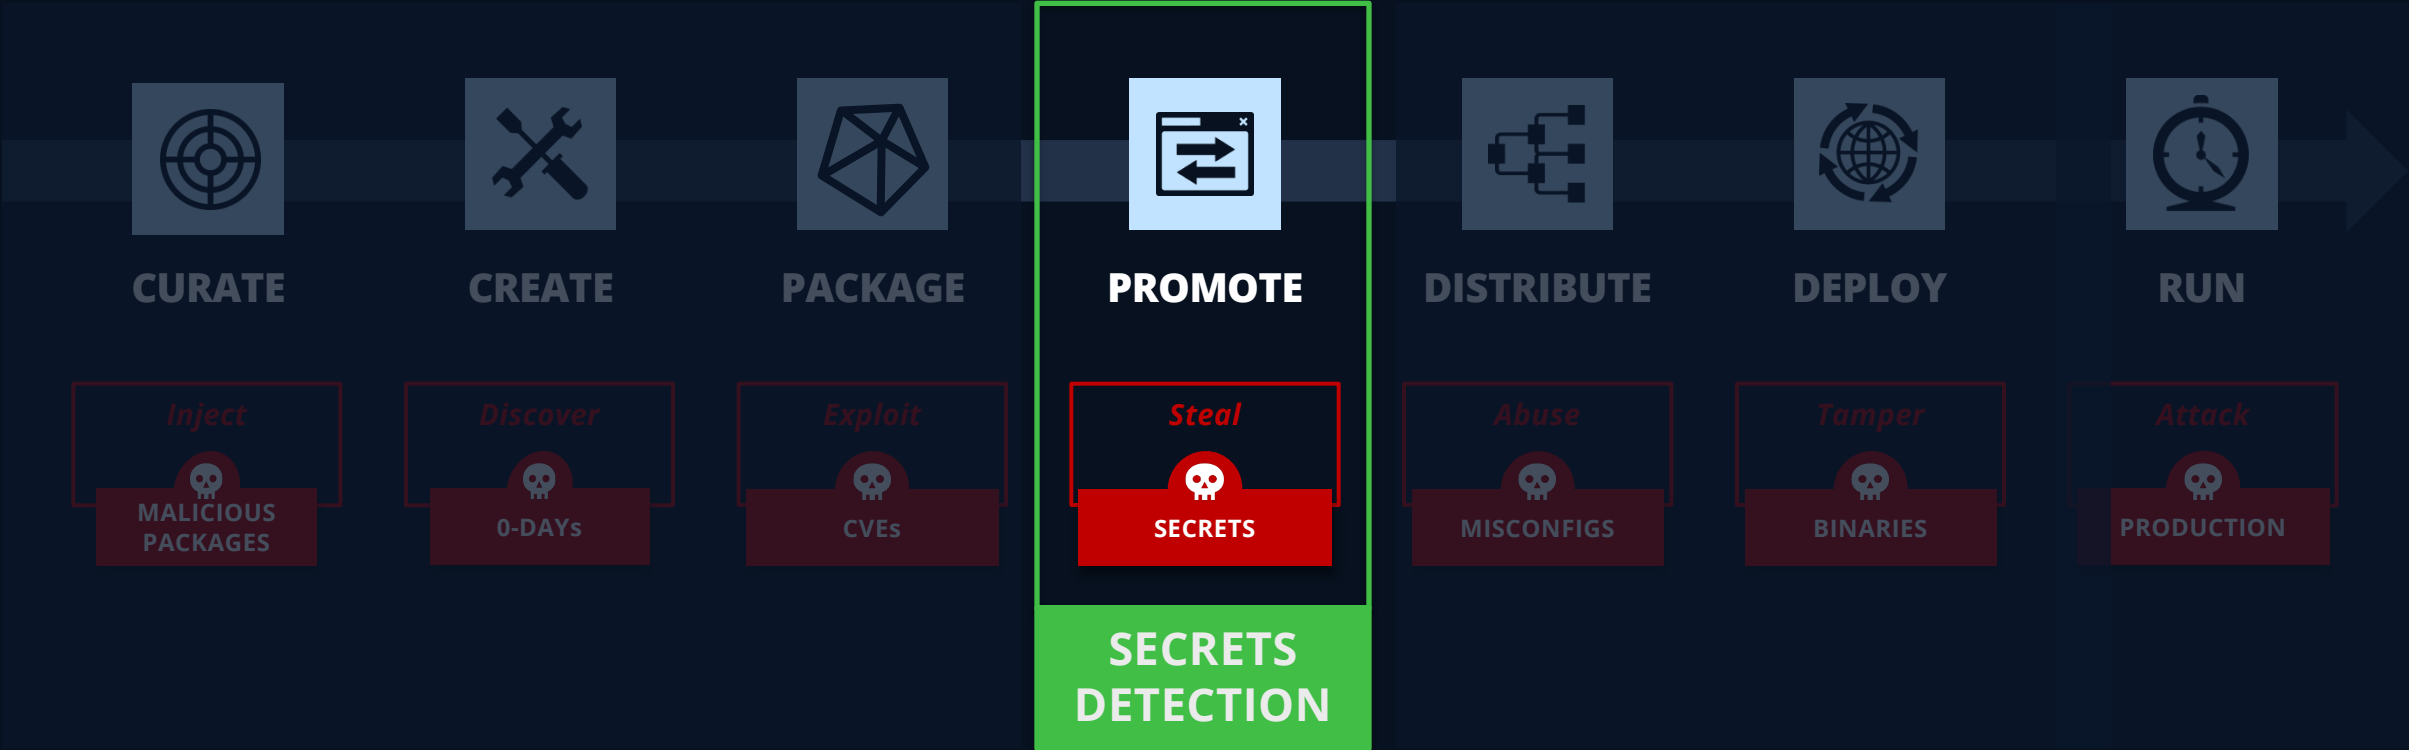 CURATE
CREATE
PACKAGE
PROMOTE
DISTRIBUTE
DEPLOY
RUN
Inject
Discover
Exploit
Steal
Abuse
Tamper
Attack
MALICIOUS
PACKAGES
0-DAYs
CVEs
SECRETS
MISCONFIGS
BINARIES
PRODUCTION
SECRETS
DETECTION